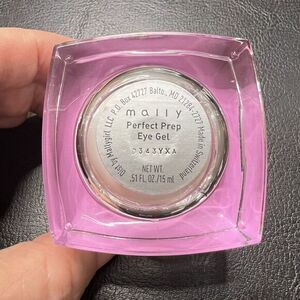 Dist by Mallygirl, LLC, P.O. Box 42727 Balto., MD 21284-2727 Made in Switzerland
mally
Perfect Prep
Eye Gel
0343YXA
NET WT.
.51 FL. OZ./15 ml